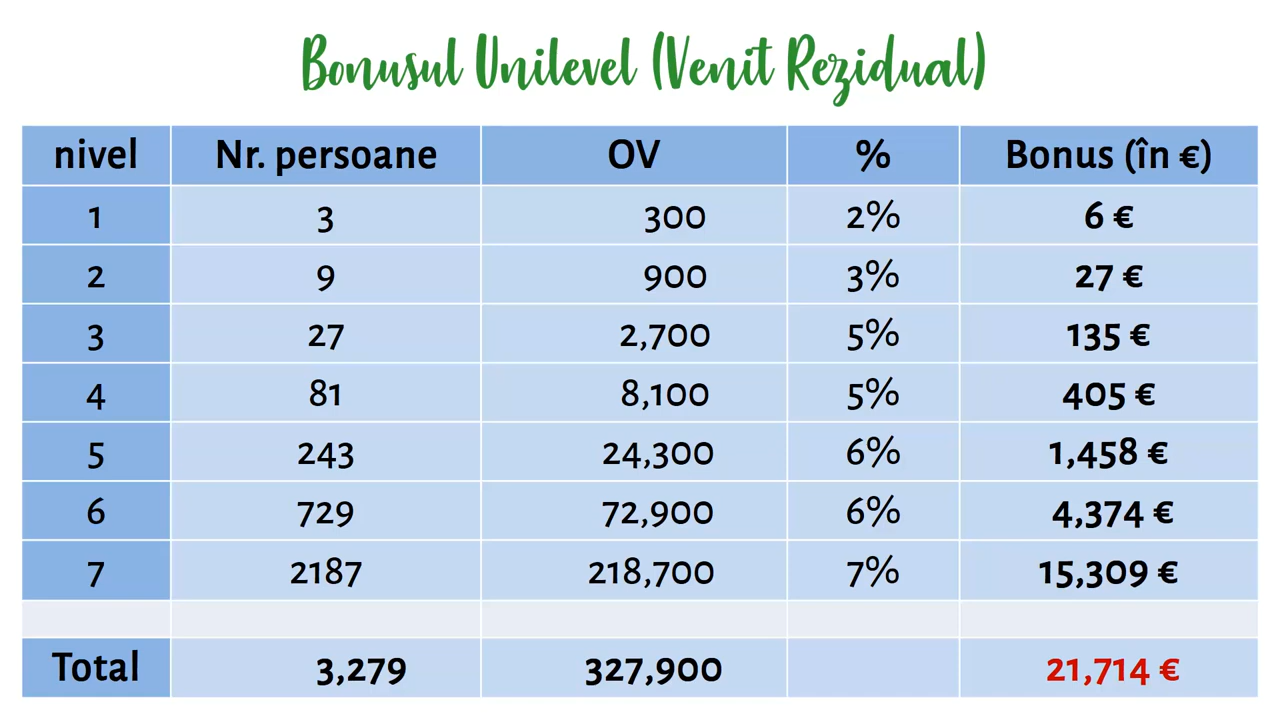 Bonusul Unilevel (Venit Rezidual)
nivel Nr. persoane OV % Bonus (în €)
1 3 300 2% 6 €
2 9 900 3% 27 €
3 27 2,700 5% 135 €
4 81 8,100 5% 405 €
5 243 24,300 6% 1,458 €
6 729 72,900 6% 4,374 €
7 2187 218,700 7% 15,309 €
Total 3,279 327,900 21,714 €